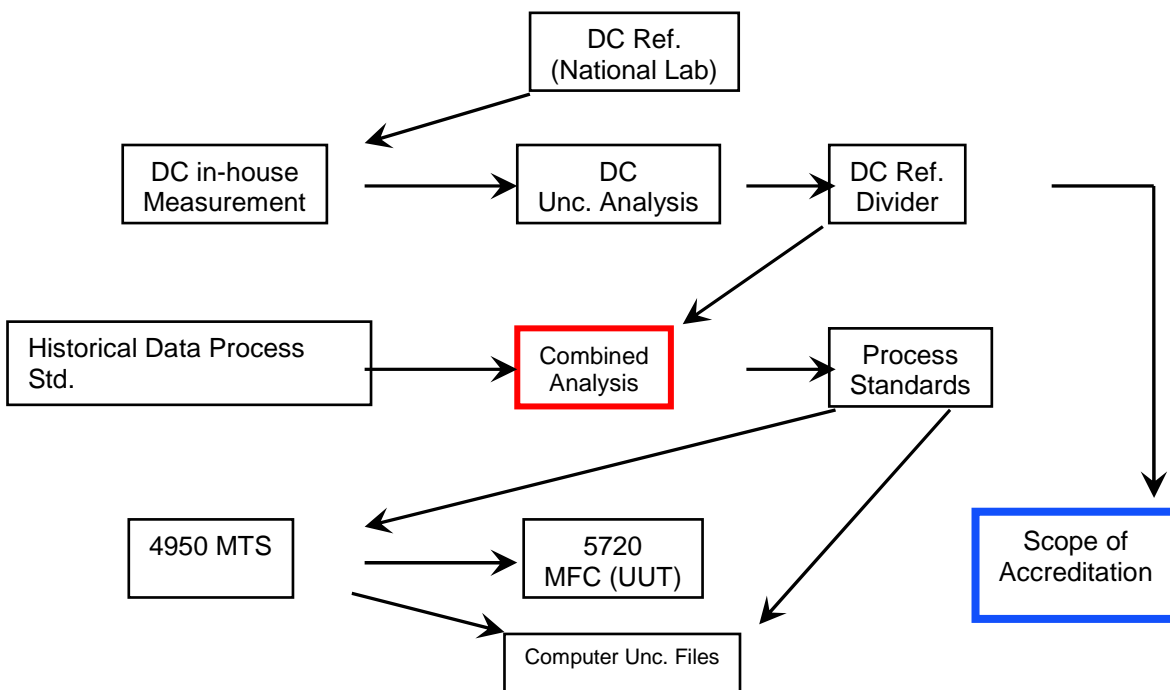 DC Ref.
(National Lab)
DC in-house
Measurement
DC
Unc. Analysis
DC Ref.
Divider
Historical Data Process
Std.
Combined
Analysis
Process
Standards
4950 MTS
5720
MFC (UUT)
Scope of
Accreditation
Computer Unc. Files